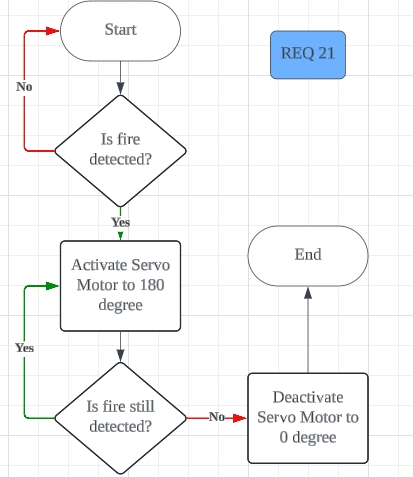 Start
REQ 21
No
Is fire
detected?
Yes
Activate Servo
Motor to 180
degree
End
Yes
Is fire still
detected?
No
Deactivate
Servo Motor to
0 degree